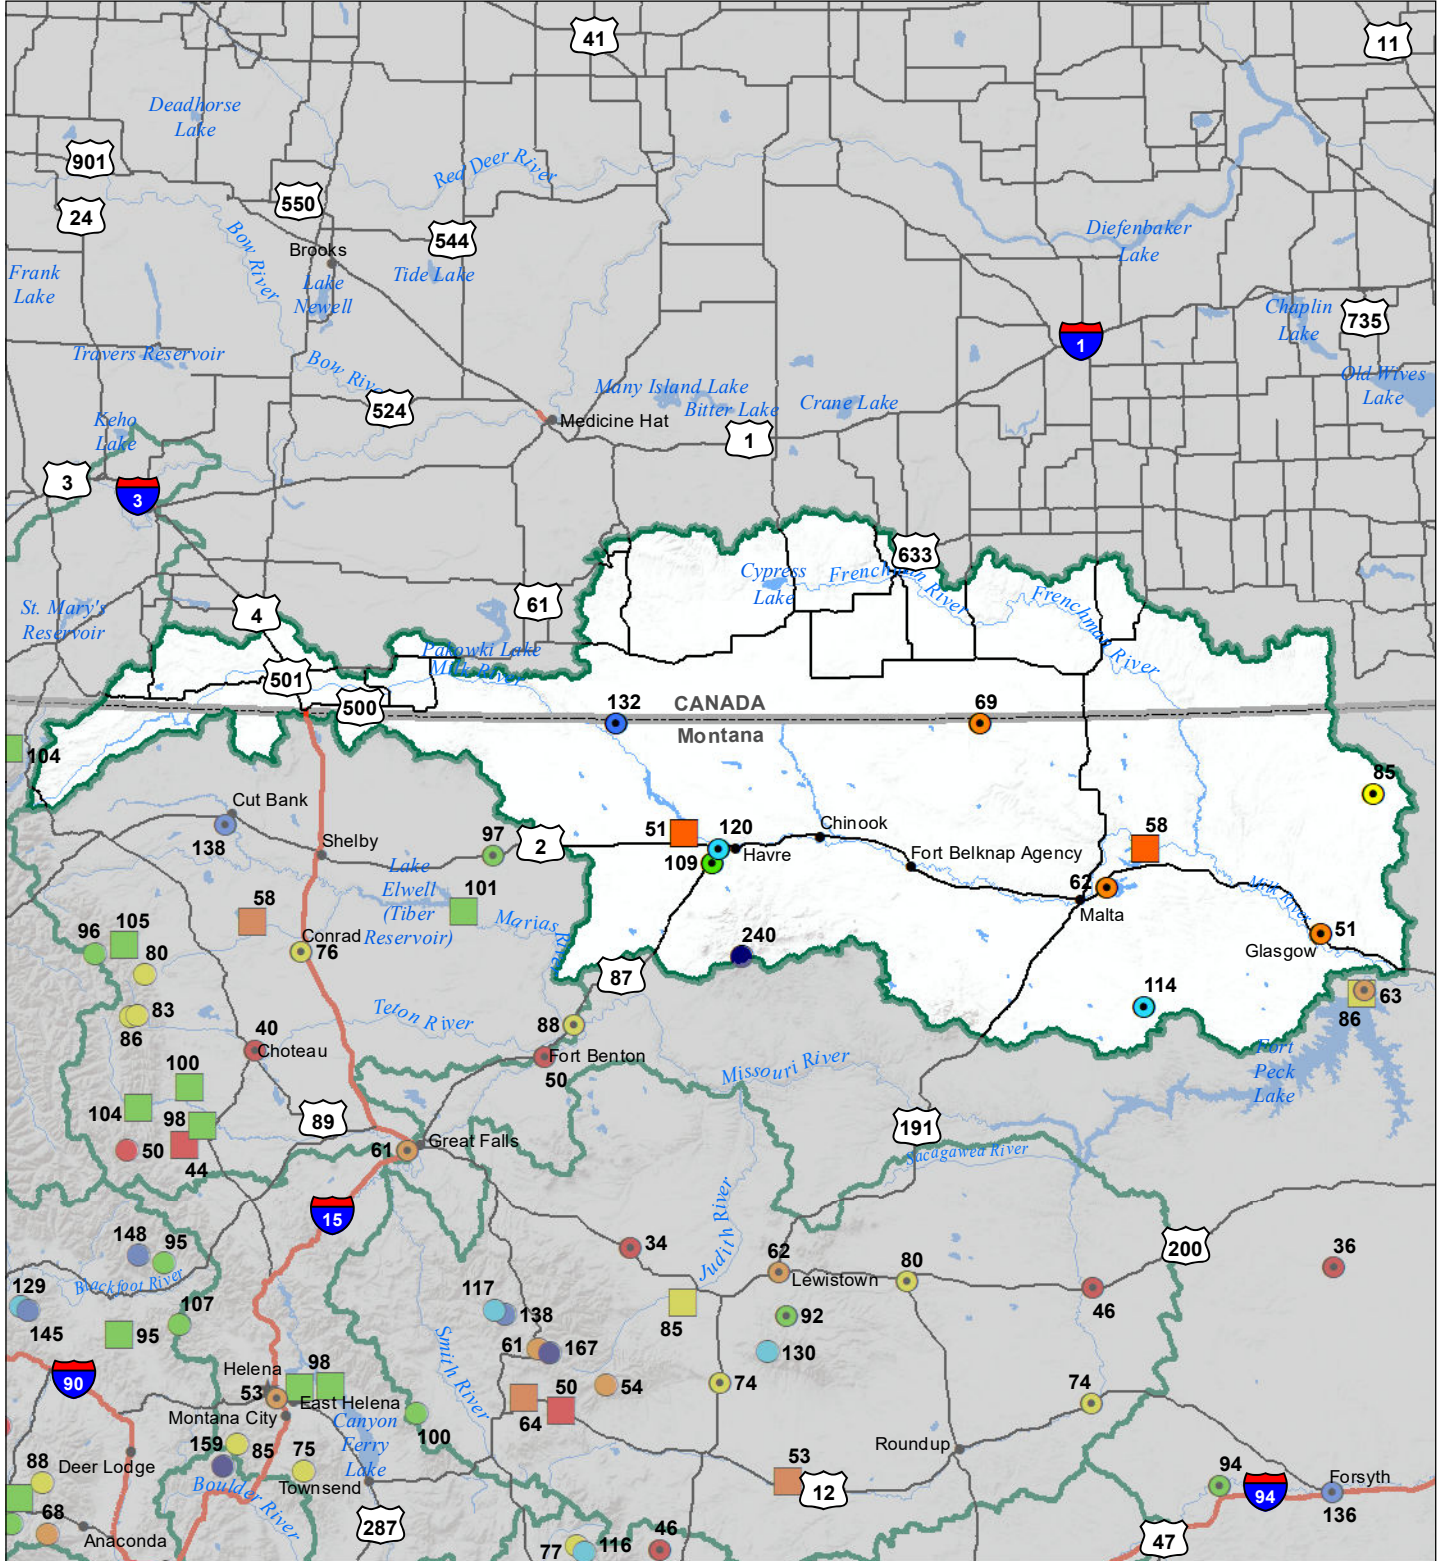 41
11
Deadhorse
Lake
901
Red Deer River
550
24
544
Bow River
Brooks
Diefenbaker
Lake
Frank
Lake
Tide Lake
Lake
Newell
Chaplin
Lake
735
1
Travers Reservoir
Bow River
Old Wives
Lake
Many Island Lake
524
Bitter Lake
Crane Lake
Keho
Lake
Medicine Hat
1
3
3
633
Cypress
Lake
Frenchman River
61
Frenchman River
St. Mary's
Reservoir
4
Pakowki Lake
Milk River
501
500
132
CANADA
69
Montana
104
85
Cut Bank
138
Shelby
97
2
51
120
Chinook
58
Havre
109
Fort Belknap Agency
Lake
Elwell
(Tiber
Reservoir)
101
62
Malta
Milk River
58
Marias River
96
105
80
Conrad
76
240
51
Glasgow
87
114
63
86
83
86
Teton River
88
40
Choteau
Fort Benton
50
Missouri River
Fort
Peck
Lake
100
104
98
89
191
50
44
61
Great Falls
Sacagawea River
15
Judith River
148
95
34
62
Lewistown
80
200
36
Blackfoot River
129
145
107
117
138
85
92
46
95
61
167
130
Smith River
90
Helena
98
53
East Helena
54
74
74
64
50
Montana City
Canyon
Ferry
Lake
100
159
85
75
Townsend
Boulder River
Roundup
88
Deer Lodge
53
12
94
94
Forsyth
136
68
Anaconda
287
77
116
46
47